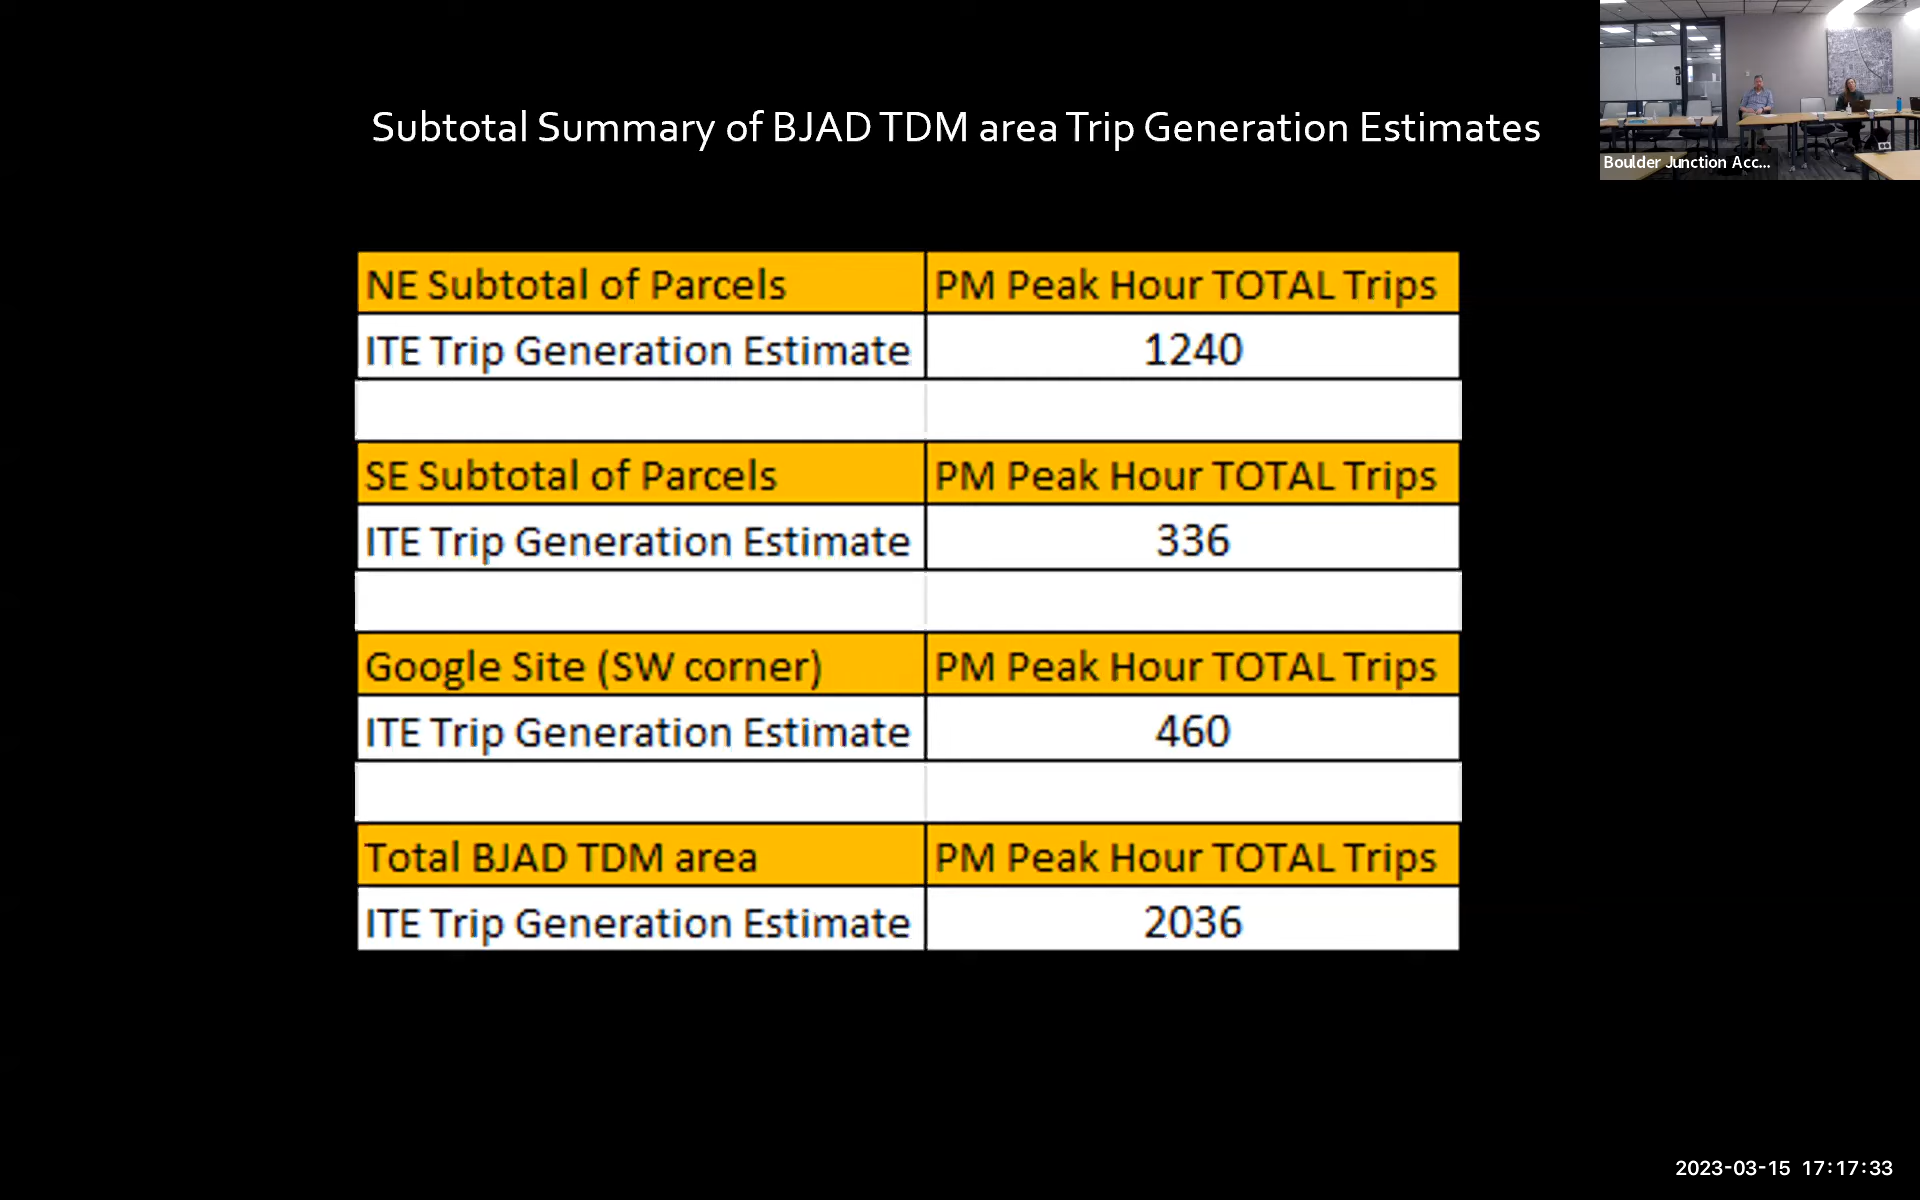 Subtotal Summary of BJAD TDM area Trip Generation Estimates
Boulder Junction Acc...
NE Subtotal of Parcels PM Peak Hour TOTAL Trips
ITE Trip Generation Estimate 1240
SE Subtotal of Parcels PM Peak Hour TOTAL Trips
ITE Trip Generation Estimate 336
Google Site (SW corner) PM Peak Hour TOTAL Trips
ITE Trip Generation Estimate 460
Total BJAD TDM area PM Peak Hour TOTAL Trips
ITE Trip Generation Estimate 2036
2023-03-15 17:17:33